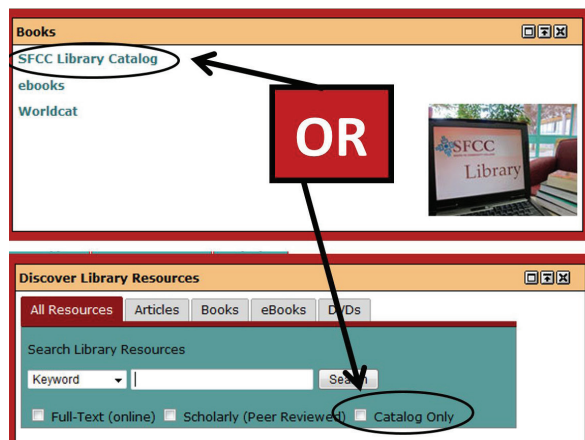 Books
SFCC Library Catalog
ebooks
Worldcat
OR
SFCC
Library
Discover Library Resources
All Resources Articles Books eBooks DVDs
Search Library Resources
Keyword Search
Full-Text (online) Scholarly (Peer Reviewed) Catalog Only